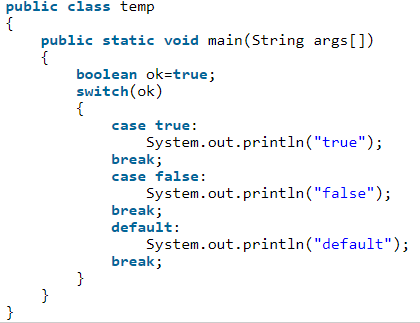 public class temp
{
    public static void main(String args[])
    {
        boolean ok=true;
        switch(ok)
        {
            case true:
                System.out.println("true");
            break;
            case false:
                System.out.println("false");
            break;
            default:
                System.out.println("default");
            break;
        }
    }
}